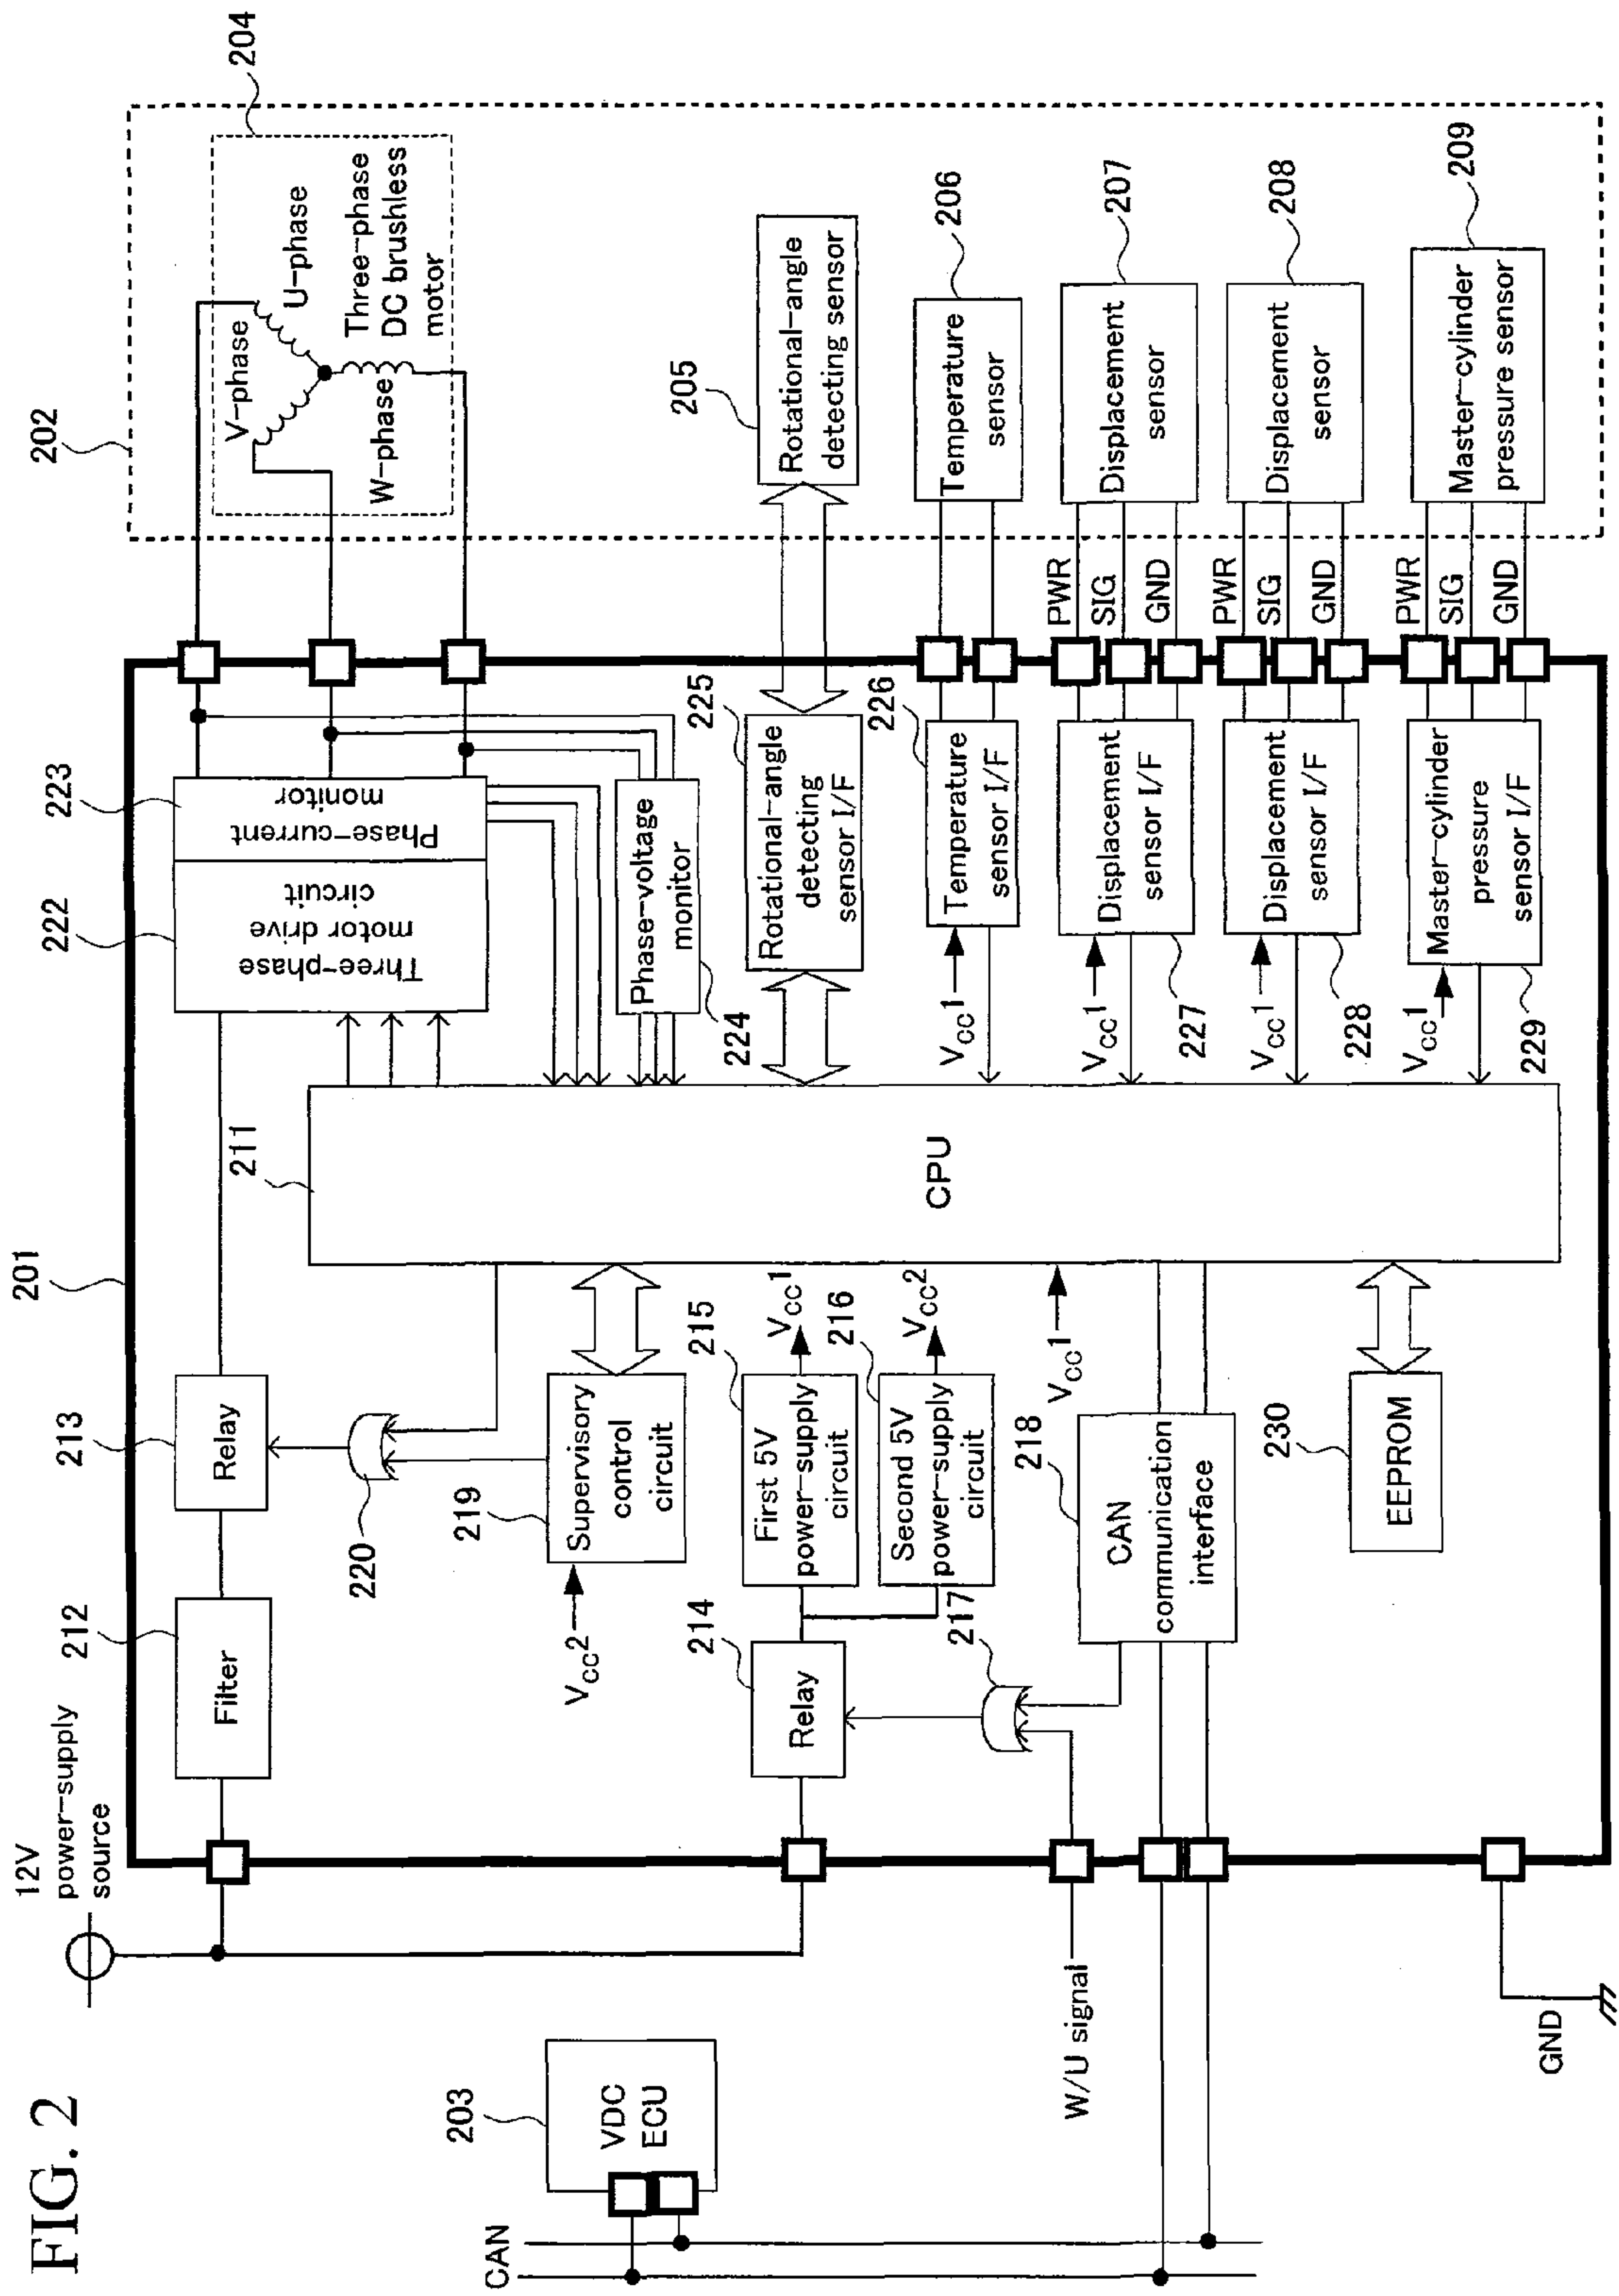 FIG. 2
12V
power-supply
source
201
202
203
VDC
ECU
CAN
W/U signal
GND
212
Filter
213
Relay
220
219
Supervisory
control
circuit
Vcc2
214
Relay
215
First 5V
power-supply
circuit
Vcc1
216
Second 5V
power-supply
circuit
Vcc2
217
218
CAN
communication
interface
Vcc1
230
EEPROM
211
CPU
222
Three-phase
motor drive
circuit
223
Phase-current
monitor
224
Phase-voltage
monitor
225
Rotational-angle
detecting
sensor I/F
226
Temperature
sensor I/F
Vcc1
227
Displacement
sensor I/F
Vcc1
228
Displacement
sensor I/F
Vcc1
229
Master-cylinder
pressure
sensor I/F
Vcc1
204
V-phase
U-phase
W-phase
Three-phase
DC brushless
motor
205
Rotational-angle
detecting sensor
206
Temperature
sensor
207
Displacement
sensor
PWR
SIG
GND
208
Displacement
sensor
PWR
SIG
GND
209
Master-cylinder
pressure sensor
PWR
SIG
GND